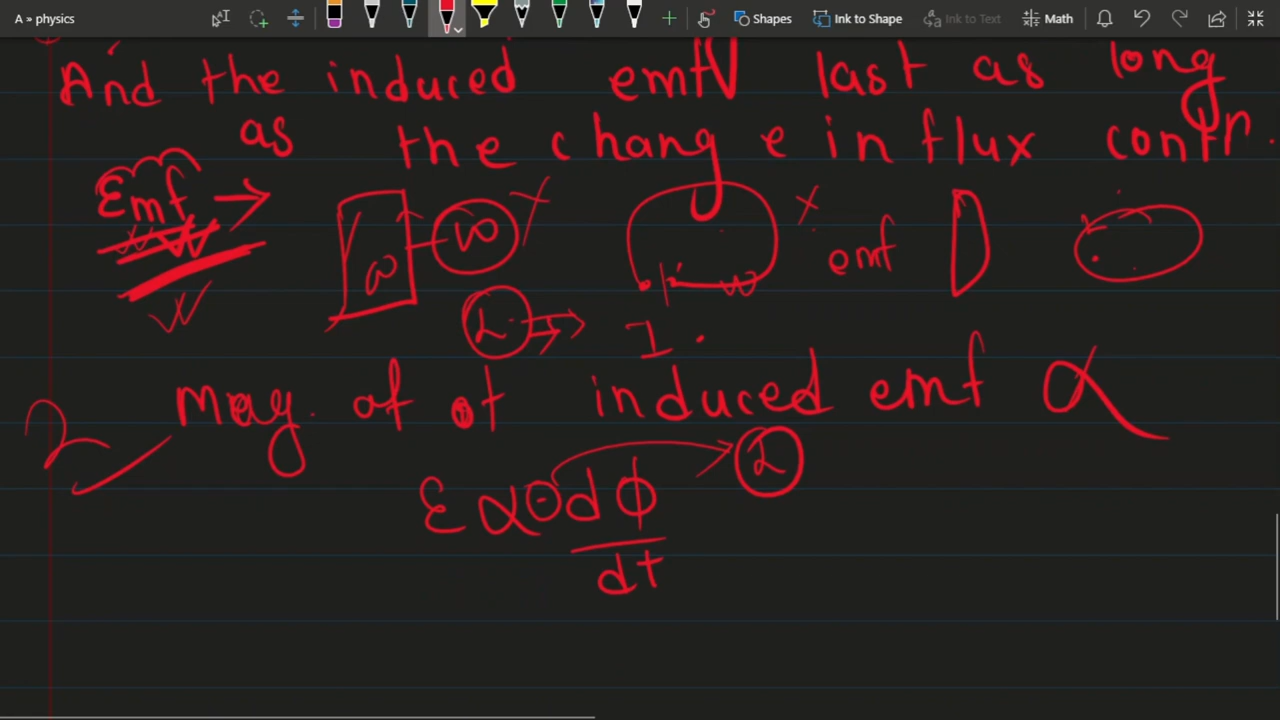 A > physics
Shapes Ink to Shape Ink to Text Math
And the induced emf last as long
as the change in flux contn.
Emf → W
W emf
L ⇒ I.
2 mag. of induced emf α
ε α ⊖ dφ/dt L